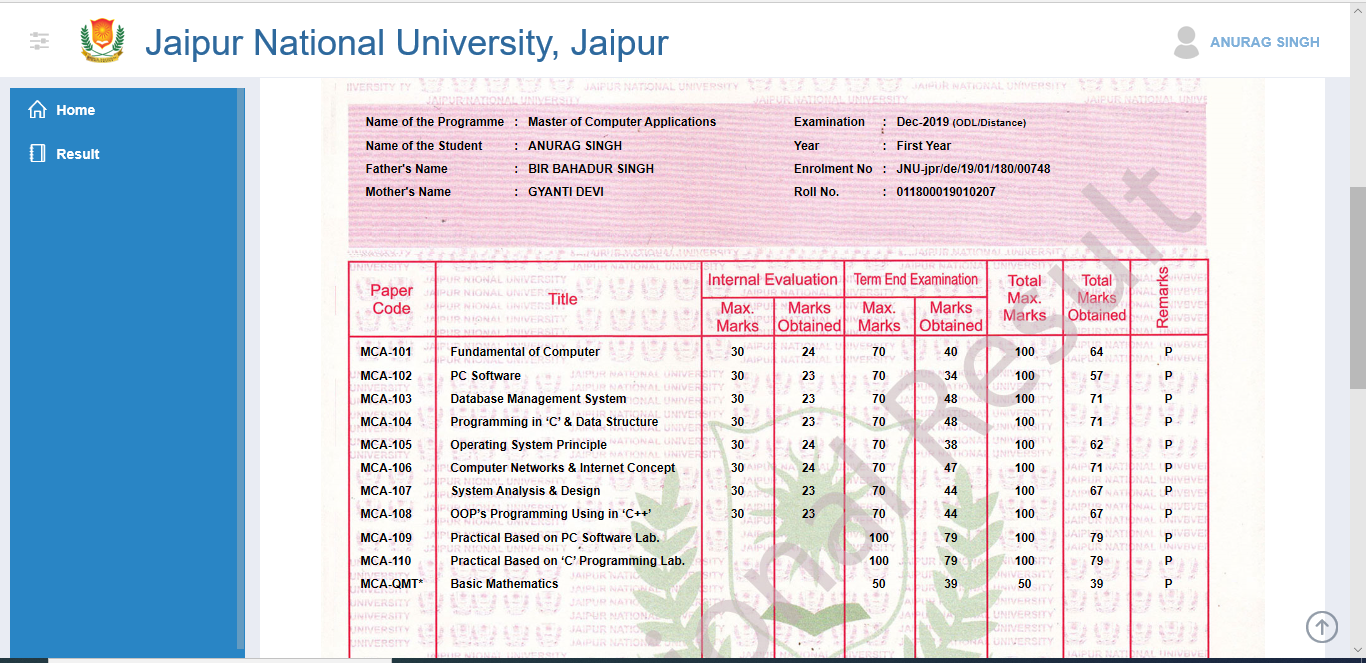 Jaipur National University, Jaipur
ANURAG SINGH
Home
Result
Name of the Programme : Master of Computer Applications Examination : Dec-2019 (ODL/Distance)
Name of the Student : ANURAG SINGH Year : First Year
Father's Name : BIR BAHADUR SINGH Enrolment No : JNU-jpr/de/19/01/180/00748
Mother's Name : GYANTI DEVI Roll No. : 011800019010207
Paper Code Title Internal Evaluation Term End Examination Total Max. Marks Total Marks Obtained Remarks
Max. Marks Marks Obtained Max. Marks Marks Obtained
MCA-101 Fundamental of Computer 30 24 70 40 100 64 P
MCA-102 PC Software 30 23 70 34 100 57 P
MCA-103 Database Management System 30 23 70 48 100 71 P
MCA-104 Programming in ‘C’ & Data Structure 30 23 70 48 100 71 P
MCA-105 Operating System Principle 30 24 70 38 100 62 P
MCA-106 Computer Networks & Internet Concept 30 24 70 47 100 71 P
MCA-107 System Analysis & Design 30 23 70 44 100 67 P
MCA-108 OOP's Programming Using in ‘C++’ 30 23 70 44 100 67 P
MCA-109 Practical Based on PC Software Lab. 100 79 100 79 P
MCA-110 Practical Based on ‘C’ Programming Lab. 100 79 100 79 P
MCA-QMT* Basic Mathematics 50 39 50 39 P
onal Result
JAIPUR NATIONAL UNIVERSITY